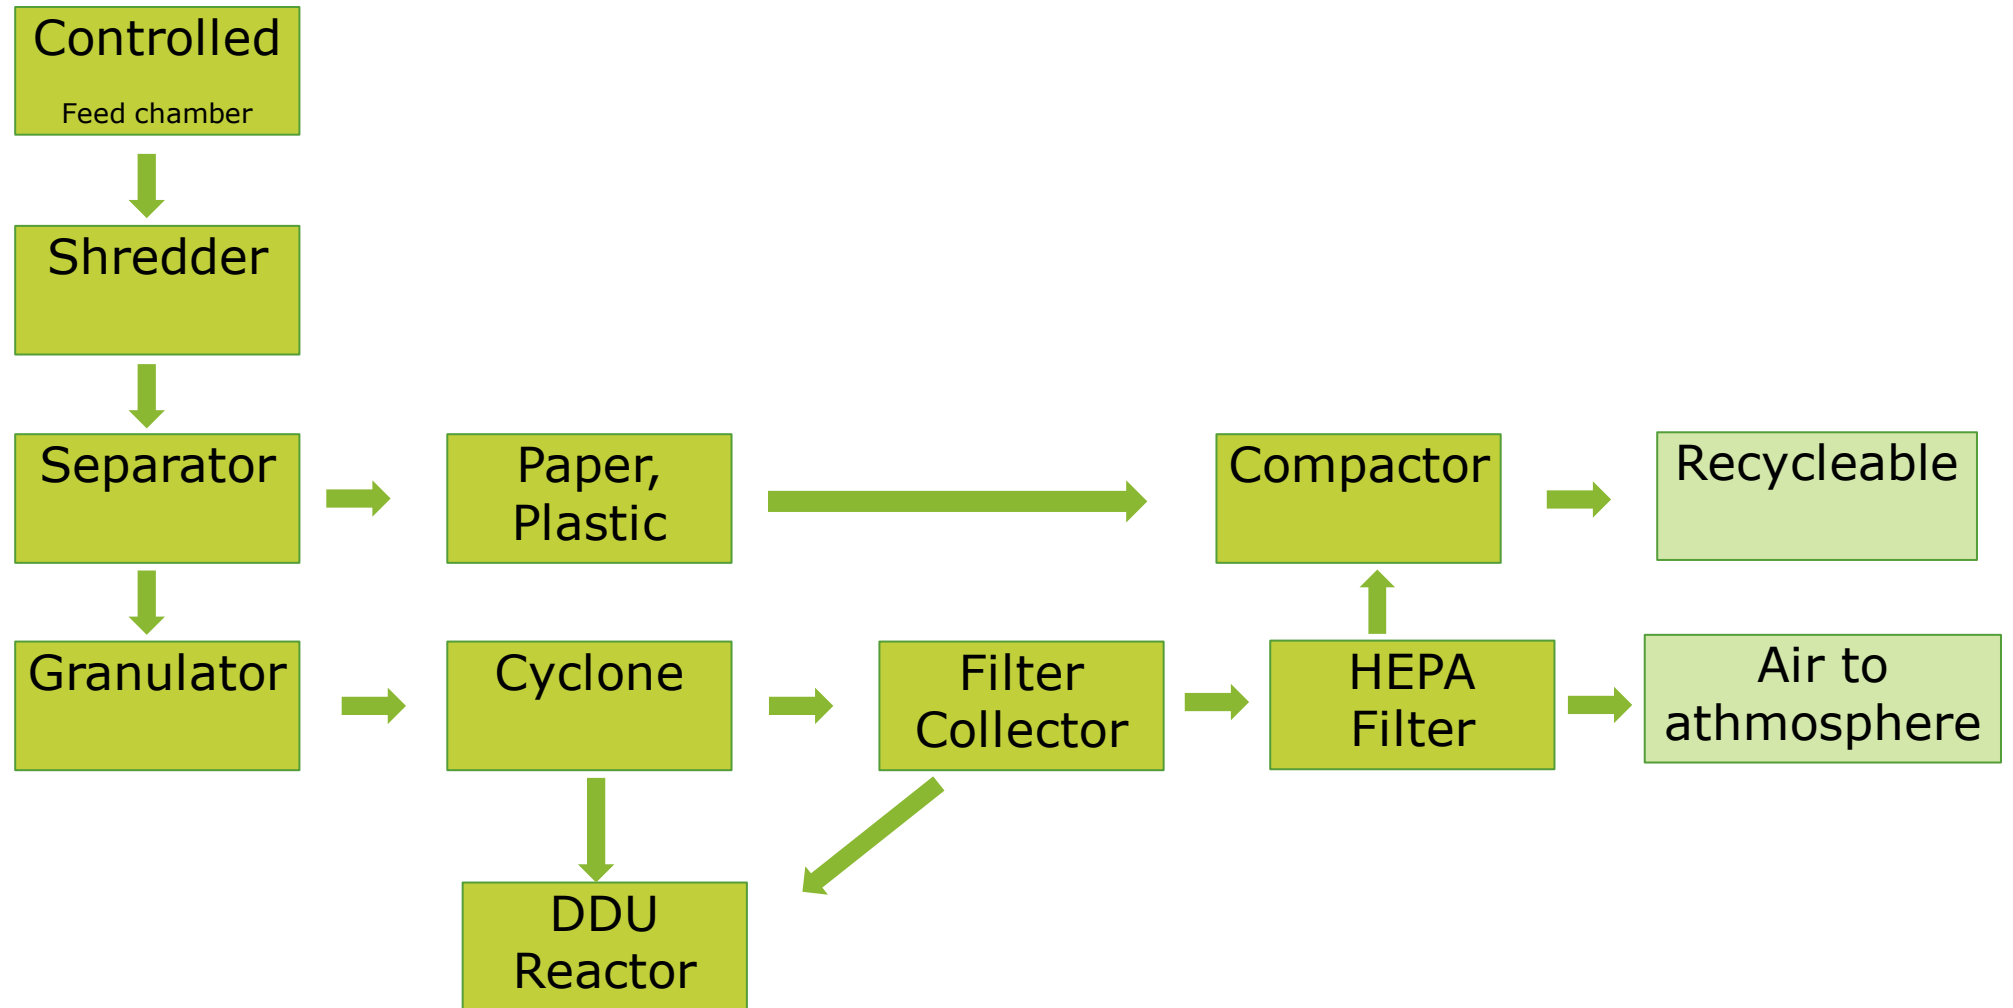 Controlled
Feed chamber
Shredder
Separator
Paper,
Plastic
Compactor
Recycleable
Granulator
Cyclone
Filter
Collector
HEPA
Filter
Air to
athmosphere
DDU
Reactor